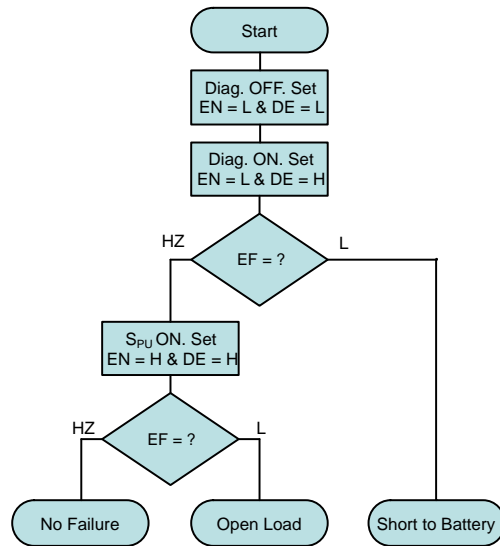 Start
Diag. OFF. Set
EN = L & DE = L
Diag. ON. Set
EN = L & DE = H
HZ
L
EF = ?
SPU ON. Set
EN = H & DE = H
HZ
L
EF = ?
No Failure
Open Load
Short to Battery